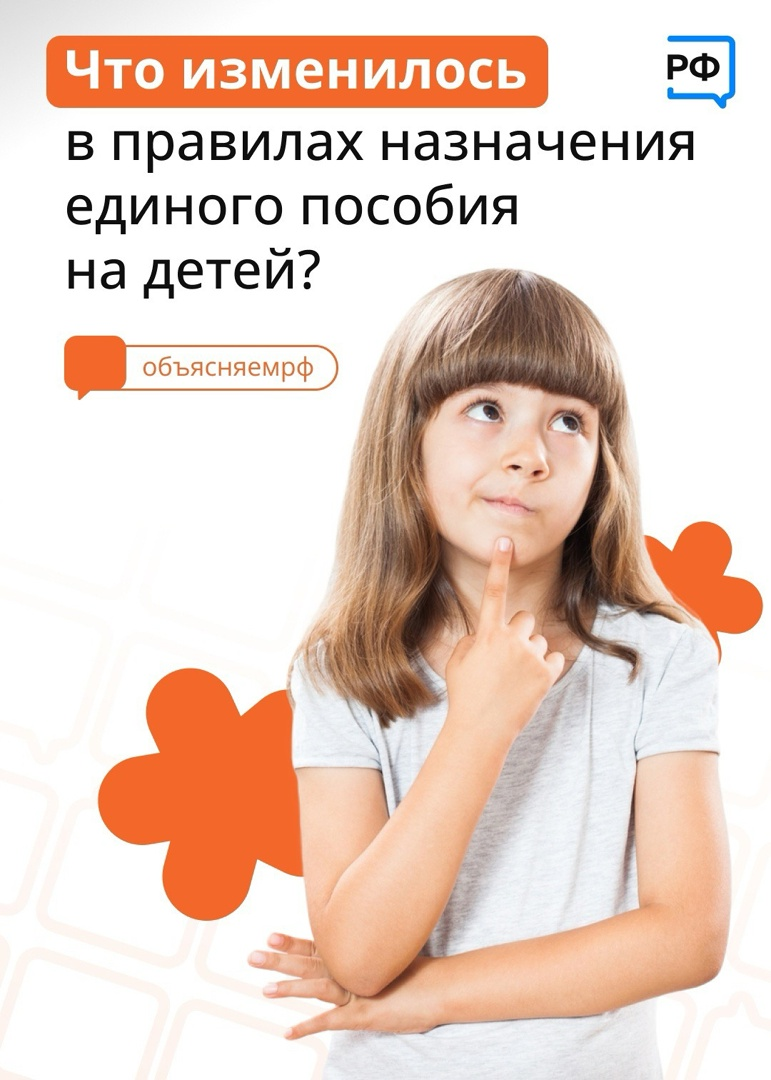 Что изменилось
РФ
в правилах назначения
единого пособия
на детей?
объясняемрф